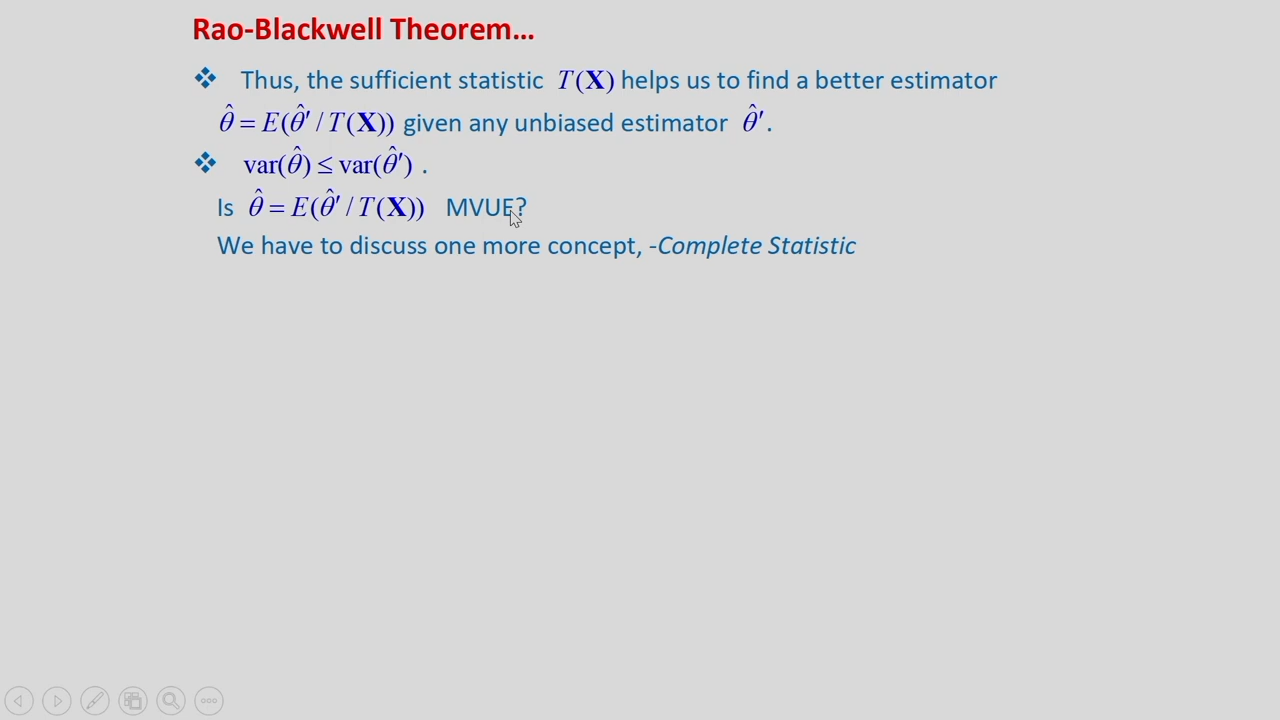 Rao-Blackwell Theorem…
❖ Thus, the sufficient statistic T(X) helps us to find a better estimator
θ̂ = E(θ̂′ / T(X)) given any unbiased estimator θ̂′.
❖ var(θ̂) ≤ var(θ̂′) .
Is θ̂ = E(θ̂′ / T(X)) MVUE?
We have to discuss one more concept, -Complete Statistic